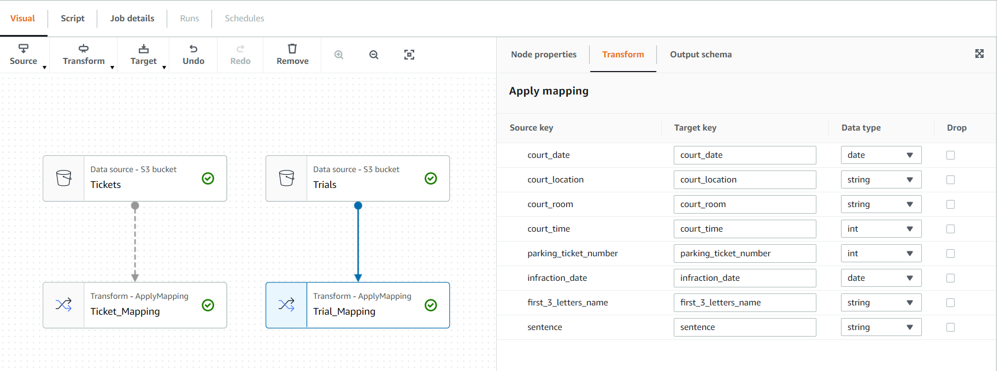 Visual Script Job details Runs Schedules
Source Transform Target Undo Redo Remove
Node properties Transform Output schema
Apply mapping
Source key Target key Data type Drop
court_date court_date date
court_location court_location string
court_room court_room string
court_time court_time int
parking_ticket_number parking_ticket_number int
infraction_date infraction_date date
first_3_letters_name first_3_letters_name string
sentence sentence string
Data source - S3 bucket
Tickets
Data source - S3 bucket
Trials
Transform - ApplyMapping
Ticket_Mapping
Transform - ApplyMapping
Trial_Mapping